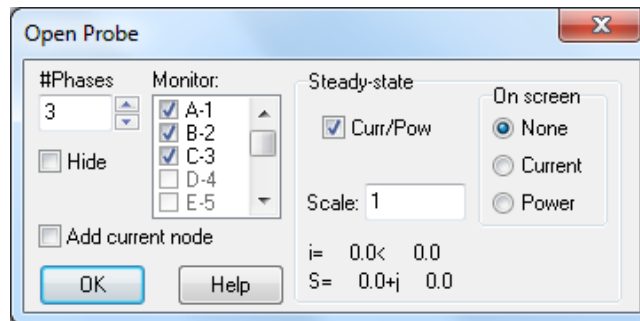 Open Probe
#Phases
Monitor:
Steady-state
3
A-1
B-2
C-3
D-4
E-5
Curr/Pow
On screen
None
Current
Power
Hide
Scale: 1
Add current node
i= 0.0< 0.0
S= 0.0+j 0.0
OK
Help